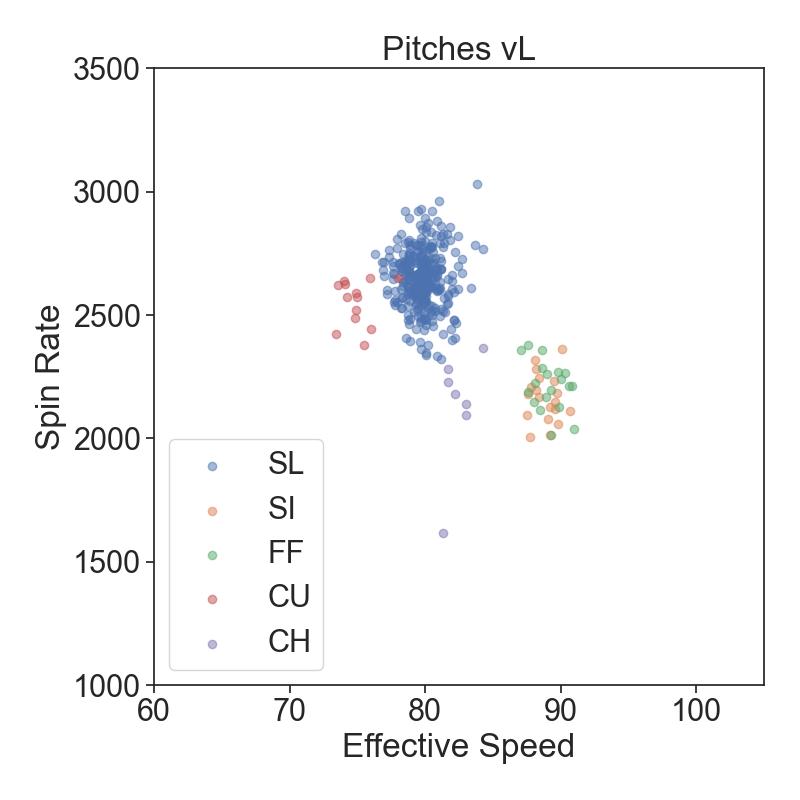 Pitches vL
3500
3000
2500
2000
1500
1000
Spin Rate
SL
SI
FF
CU
CH
60 70 80 90 100
Effective Speed